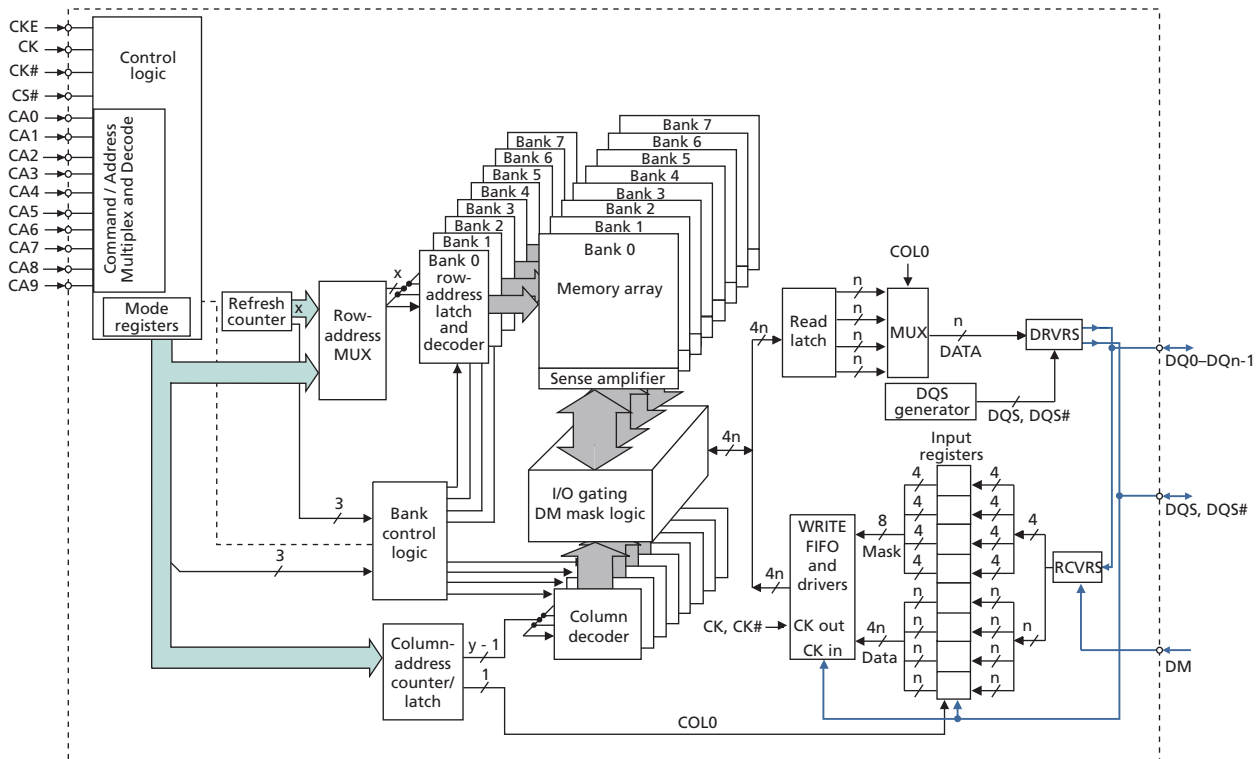 CKE
CK
CK#
CS#
CA0
CA1
CA2
CA3
CA4
CA5
CA6
CA7
CA8
CA9
Control
logic
Command / Address
Multiplex and Decode
Mode
registers
Refresh
counter
x
Row-
address
MUX
x
Bank 7
Bank 6
Bank 5
Bank 4
Bank 3
Bank 2
Bank 1
Bank 0
row-
address
latch
and
decoder
Bank 7
Bank 6
Bank 5
Bank 4
Bank 3
Bank 2
Bank 1
Bank 0
Memory array
Sense amplifier
3
3
Bank
control
logic
I/O gating
DM mask logic
Column
decoder
Column-
address
counter/
latch
y - 1
1
COL0
4n
4n
4n
Read
latch
n
n
n
n
COL0
MUX
n
DATA
DRVRS
DQS
generator
DQS, DQS#
DQ0–DQn-1
DQS, DQS#
DM
Input
registers
WRITE
FIFO
and
drivers
CK out
CK in
CK, CK#
8
Mask
4n
Data
4
4
4
4
n
n
n
n
4
4
4
4
n
n
n
n
4
n
RCVRS